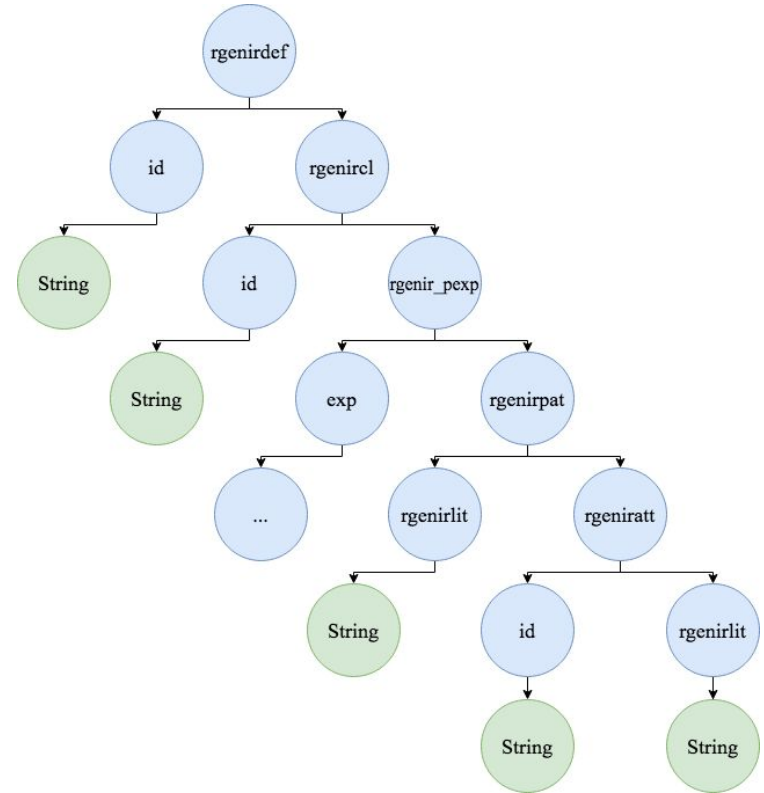 rgenirdef
id
rgenircl
String
id
rgenir_pexp
String
exp
rgenirpat
...
rgenirlit
rgeniratt
String
id
rgenirlit
String
String